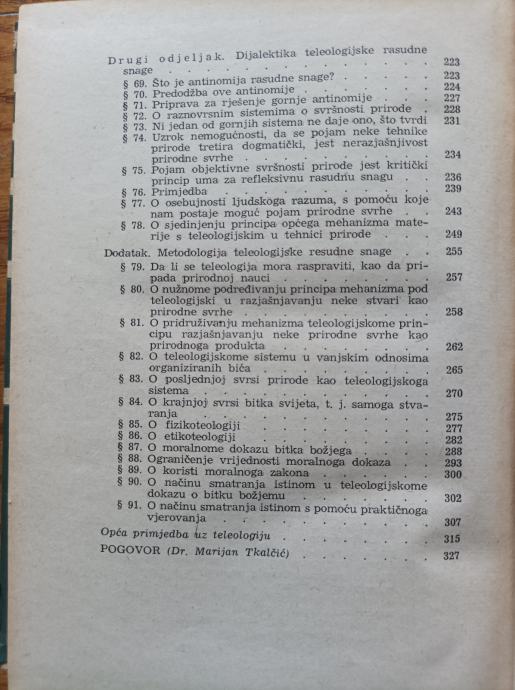 Drugi odjeljak. Dijalektika teleologijske rasudne
snage . . . . . . . . . . . . 223
§ 69. Što je antinomija rasudne snage? . . . . . 223
§ 70. Predodžba ove antinomije . . . . . . 224
§ 71. Priprava za rješenje gornje antinomije . . . . 227
§ 72. O raznovrsnim sistemima o svršnosti prirode . . 228
§ 73. Ni jedan od gornjih sistema ne daje ono, što tvrdi 231
§ 74. Uzrok nemogućnosti, da se pojam neke tehnike
prirode tretira dogmatički, jest nerazjašnjivost
prirodne svrhe . . . . . . . . . 234
§ 75. Pojam objektivne svršnosti prirode jest kritički
princip uma za refleksivnu rasudnu snagu . . 236
§ 76. Primjedba . . . . . . . . . . 239
§ 77. O osebujnosti ljudskoga razuma, s pomoću koje
nam postaje moguć pojam prirodne svrhe . . 243
§ 78. O sjedinjenju principa općega mehanizma mate-
rije s teleologijskim u tehnici prirode . . . 249
Dodatak. Metodologija teleologijske resudne snage . . 255
§ 79. Da li se teleologija mora raspraviti, kao da pri-
pada prirodnoj nauci . . . . . . . 257
§ 80. O nužnome podređivanju principa mehanizma pod
teleologijski u razjašnjavanju neke stvari kao
prirodne svrhe . . . . . . . . . 258
§ 81. O pridruživanju mehanizma teleologijskome prin-
cipu razjašnjavanju neke prirodne svrhe kao
prirodnoga produkta . . . . . . . 262
§ 82. O teleologijskome sistemu u vanjskim odnosima
organiziranih bića . . . . . . . . 265
§ 83. O posljednjoj svrsi prirode kao teleologijskoga
sistema . . . . . . . . . . . 270
§ 84. O krajnjoj svrsi bitka svijeta, t. j. samoga stva-
ranja . . . . . . . . . . . 275
§ 85. O fizikoteologiji . . . . . . . . 277
§ 86. O etikoteologiji . . . . . . . . 282
§ 87. O moralnome dokazu bitka božjega . . . . 288
§ 88. Ograničenje vrijednosti moralnoga dokaza . . 293
§ 89. O koristi moralnoga zakona . . . . . . 300
§ 90. O načinu smatranja istinom u teleologijskome
dokazu o bitku božjemu . . . . . . 302
§ 91. O načinu smatranja istinom s pomoću praktičnoga
vjerovanja . . . . . . . . . . 307
Opća primjedba uz teleologiju . . . . . . . 315
POGOVOR (Dr. Marijan Tkalčić) . . . . . . . 327